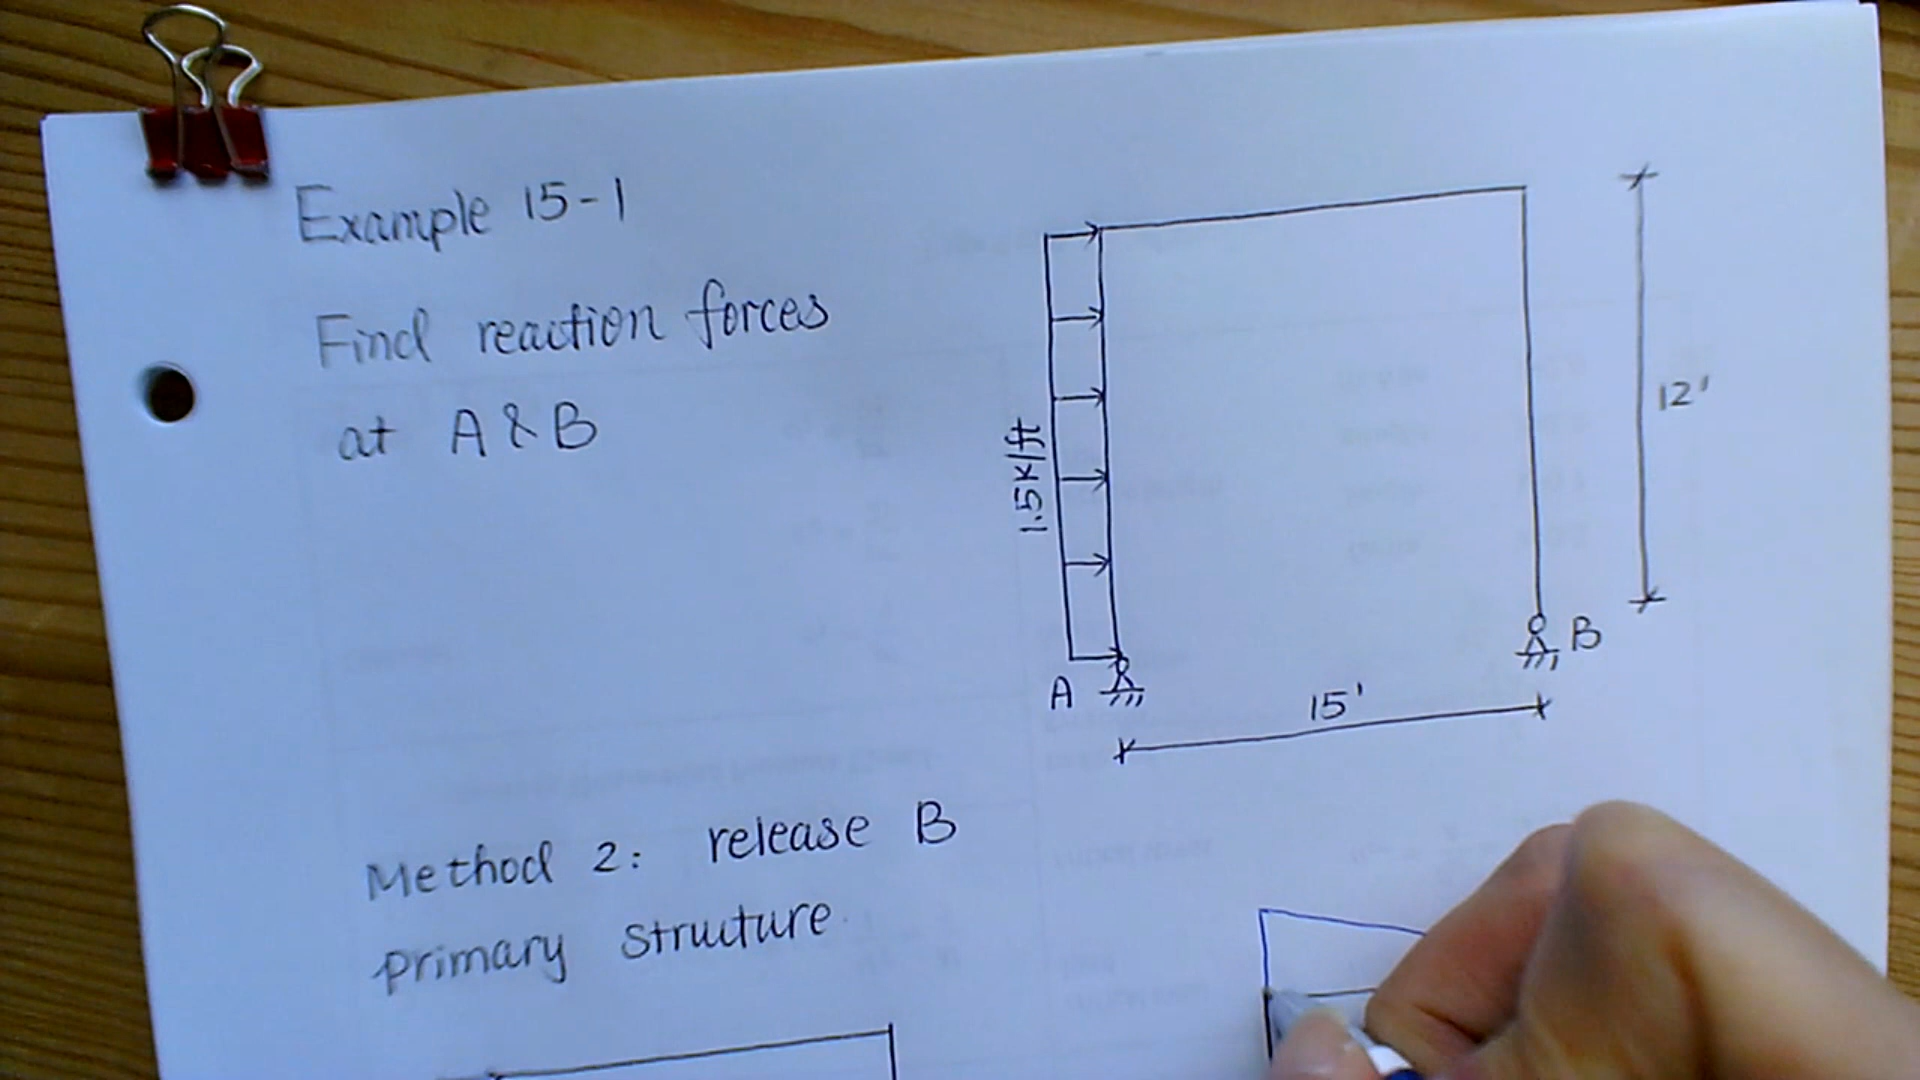 Example 15-1
Find reaction forces
at A & B
1.5K/ft
12'
A
B
15'
Method 2: release B
primary structure